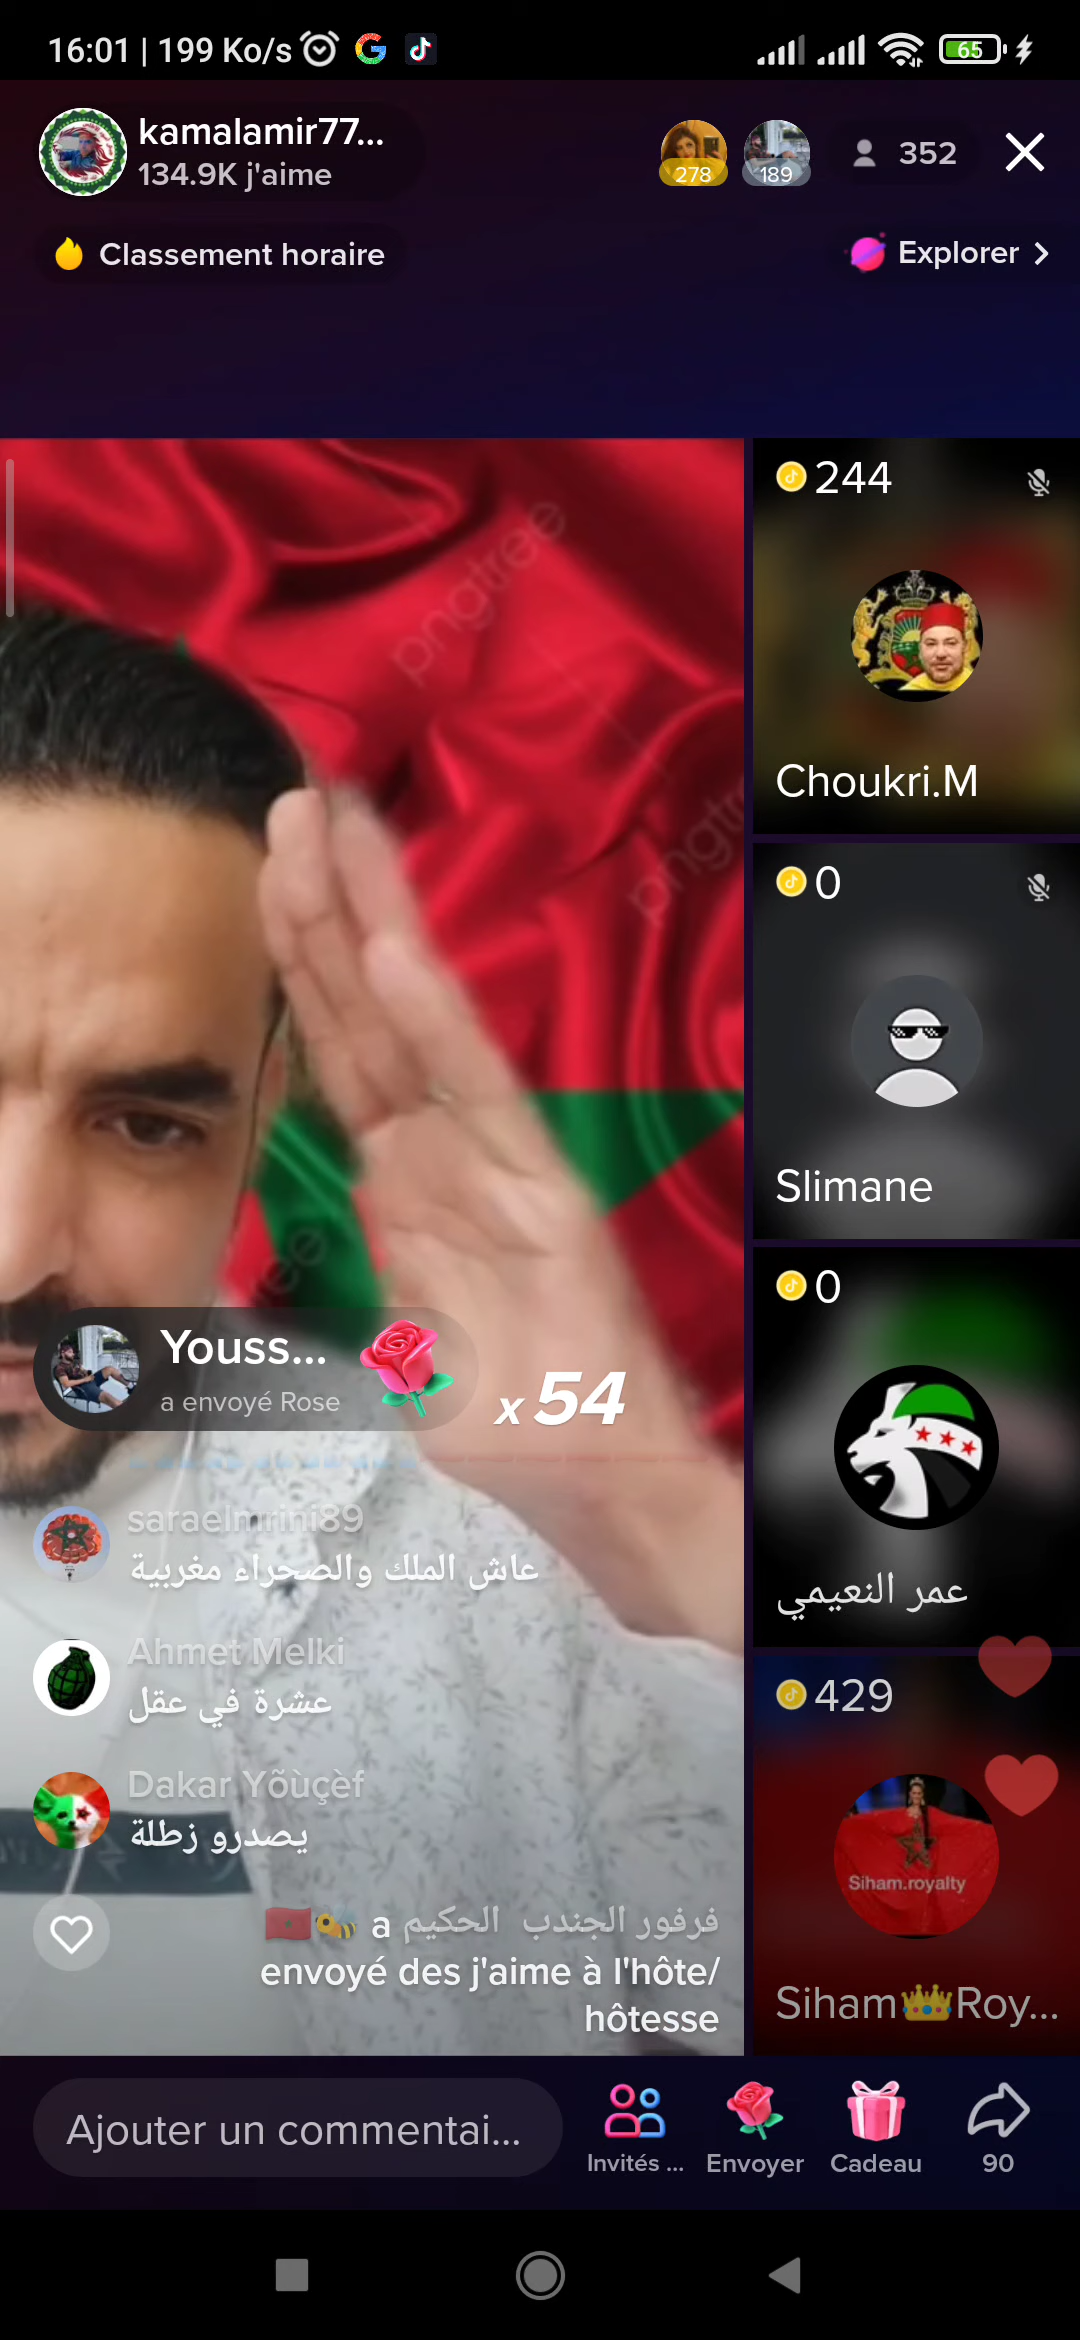 16:01 | 199 Ko/s
65
kamalamir77...
134.9K j'aime
278
189
352
Classement horaire
Explorer
pngtree
pngtree
244
Choukri.M
0
Slimane
0
عمر النعيمي
429
Siham.royalty
Siham👑Roy...
Youss...
a envoyé Rose
x 54
saraelmrini89
عاش الملك والصحراء مغربية
Ahmet Melki
عشرة في عقل
Dakar Yõùçèf
يصدرو زطلة
فرفور الجندب الحكيم 🇲🇦🐝 a
envoyé des j'aime à l'hôte/
hôtesse
Ajouter un commentai...
Invités ...
Envoyer
Cadeau
90